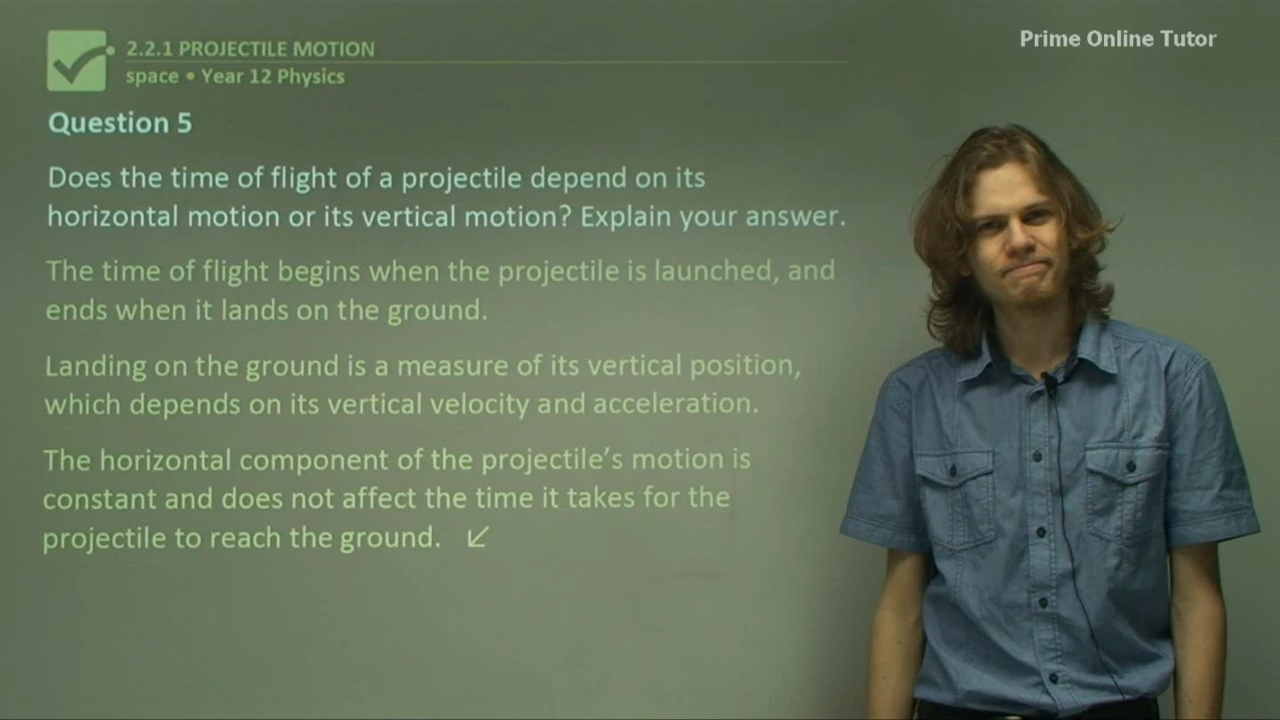 2.2.1 PROJECTILE MOTION
space • Year 12 Physics
Prime Online Tutor
Question 5
Does the time of flight of a projectile depend on its
horizontal motion or its vertical motion? Explain your answer.
The time of flight begins when the projectile is launched, and
ends when it lands on the ground.
Landing on the ground is a measure of its vertical position,
which depends on its vertical velocity and acceleration.
The horizontal component of the projectile’s motion is
constant and does not affect the time it takes for the
projectile to reach the ground.